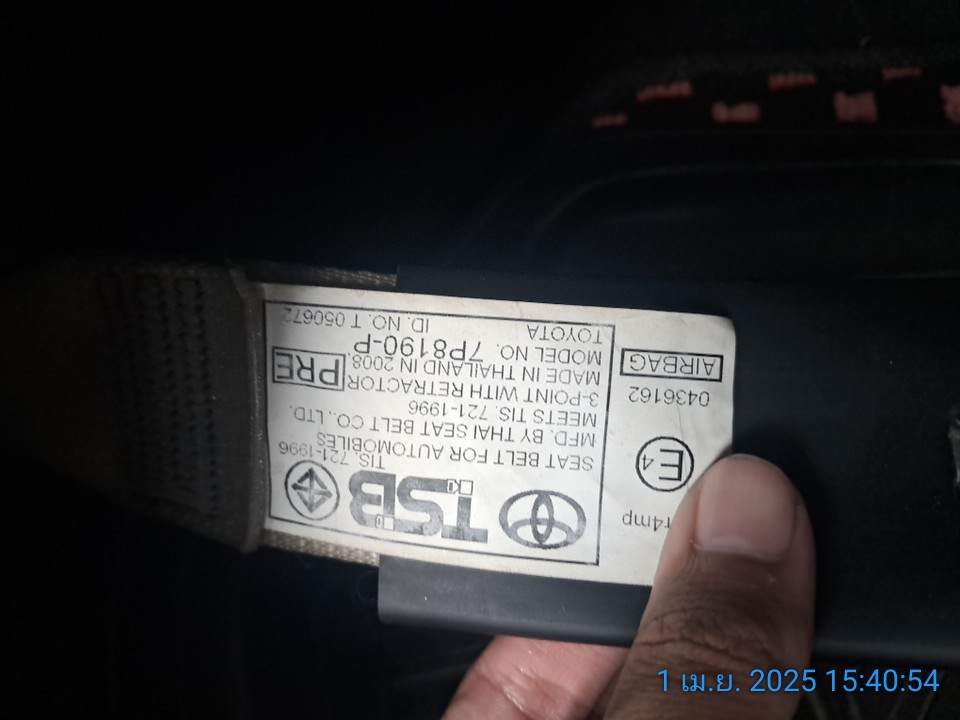 TSB
TIS. 721-1996
SEAT BELT FOR AUTOMOBILES
MFD. BY THAI SEAT BELT CO., LTD.
MEETS TIS. 721-1996
3-POINT WITH RETRACTOR
PRE
MADE IN THAILAND IN 2008.
MODEL NO. 7P8190-P
TOYOTA ID. NO. T 050672
r4mp
E4
0436162
AIRBAG
1 เม.ย. 2025 15:40:54